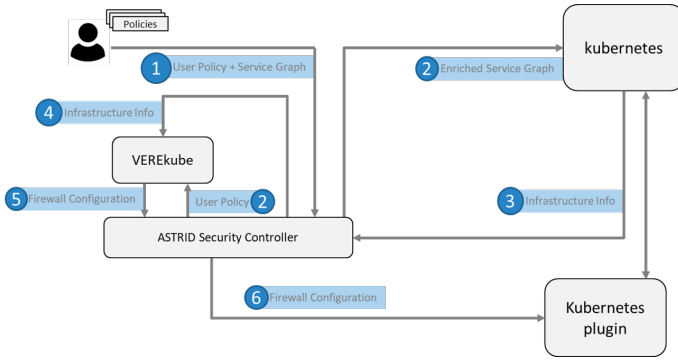 Policies
kubernetes
1 User Policy + Service Graph
2 Enriched Service Graph
4 Infrastructure Info
VEREkube
5 Firewall Configuration
User Policy 2
3 Infrastructure Info
ASTRID Security Controller
6 Firewall Configuration
Kubernetes
plugin